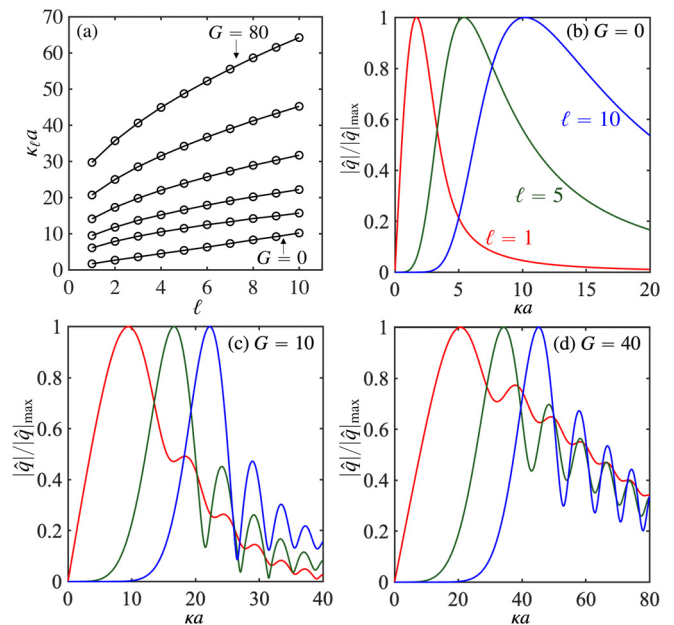 (a)
G = 80
G = 0
70
60
50
40
30
20
10
0
κℓa
0 2 4 6 8 10
ℓ
(b) G = 0
ℓ = 10
ℓ = 5
ℓ = 1
1
0.8
0.6
0.4
0.2
0
|q̂|/|q̂|max
0 5 10 15 20
κa
(c) G = 10
1
0.8
0.6
0.4
0.2
0
|q̂|/|q̂|max
0 10 20 30 40
κa
(d) G = 40
1
0.8
0.6
0.4
0.2
0
|q̂|/|q̂|max
0 20 40 60 80
κa